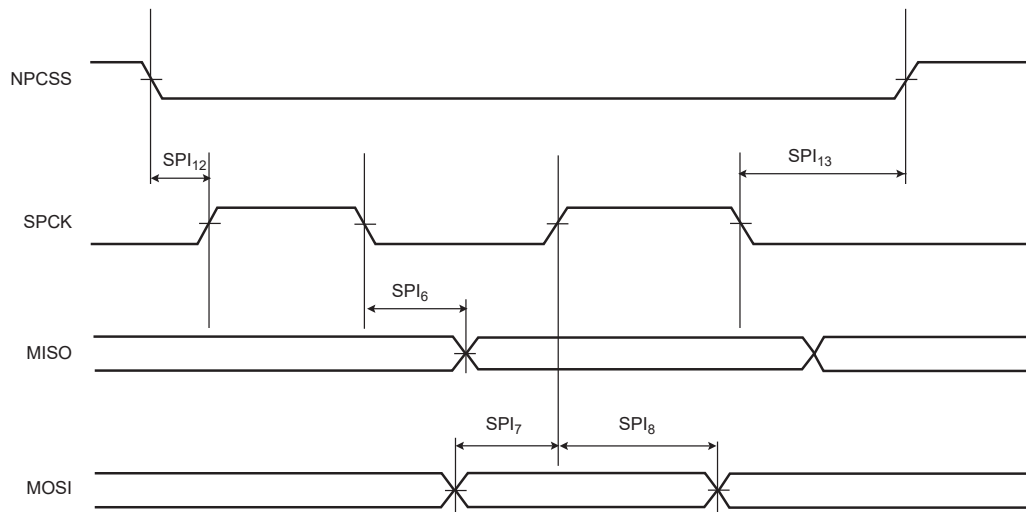 NPCSS
SPI₁₂
SPI₁₃
SPCK
SPI₆
MISO
SPI₇
SPI₈
MOSI